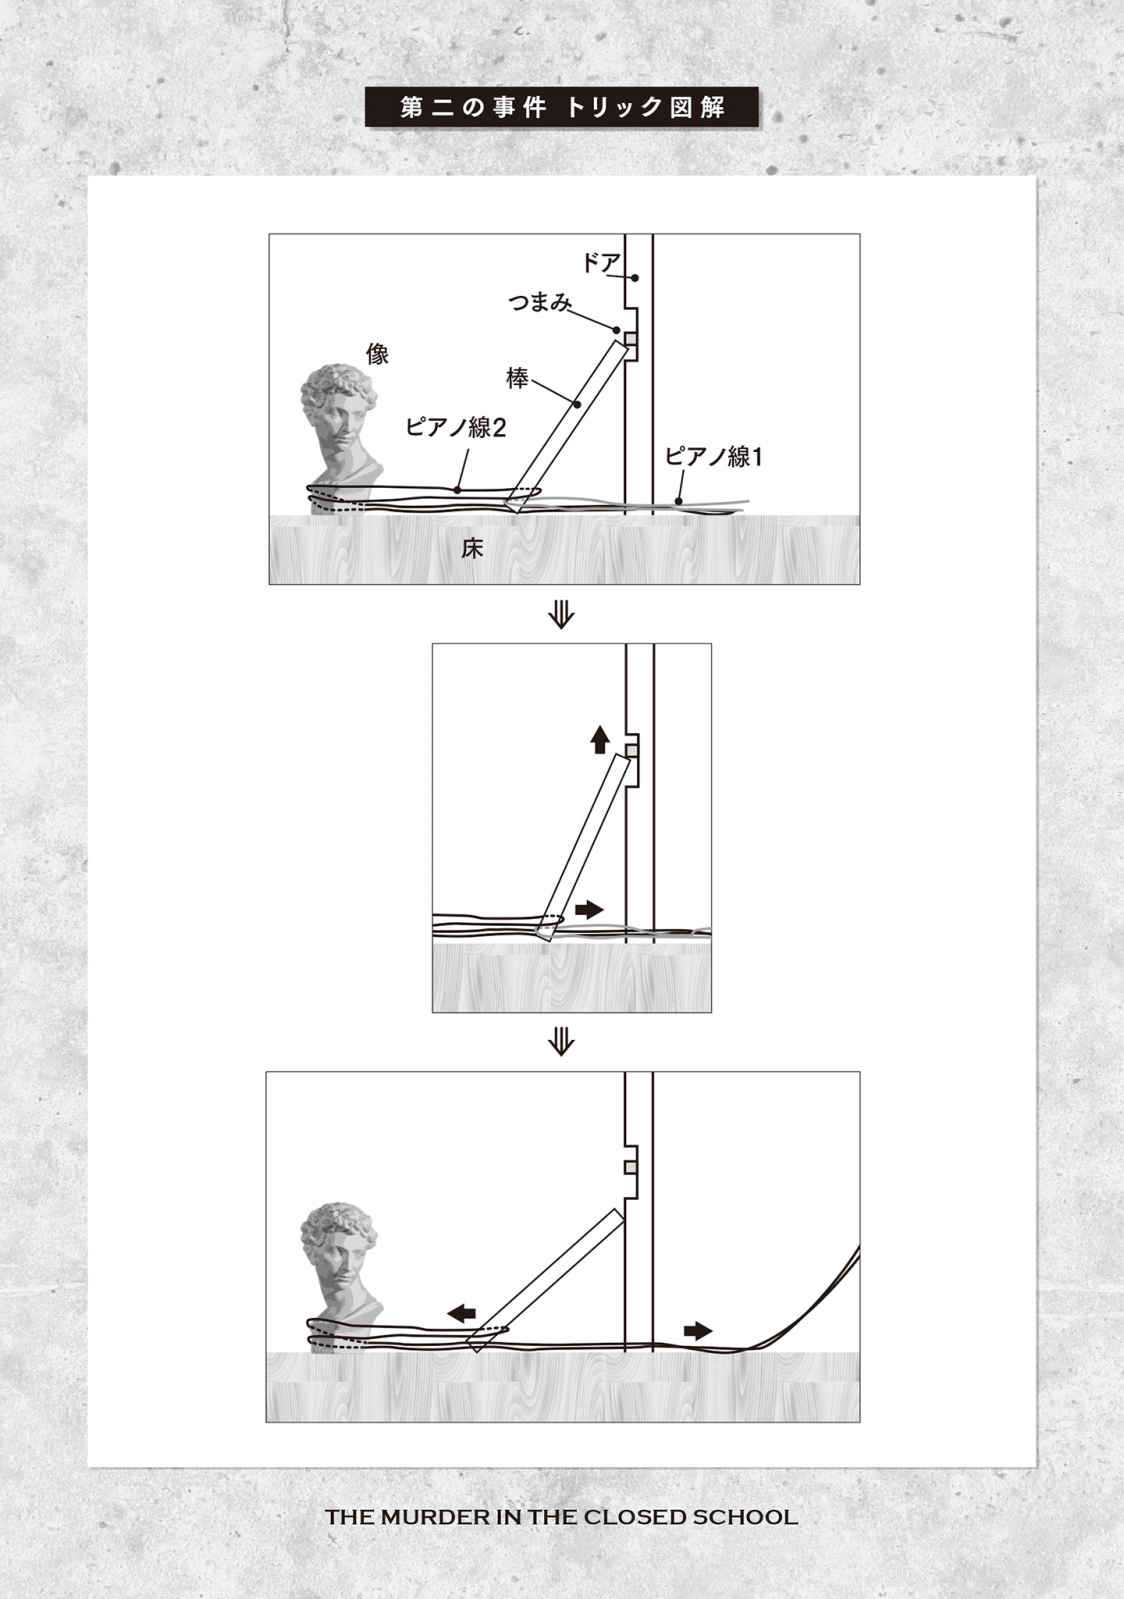 第二の事件 トリック図解
ドア
つまみ
像
棒
ピアノ線2
ピアノ線1
床
THE MURDER IN THE CLOSED SCHOOL